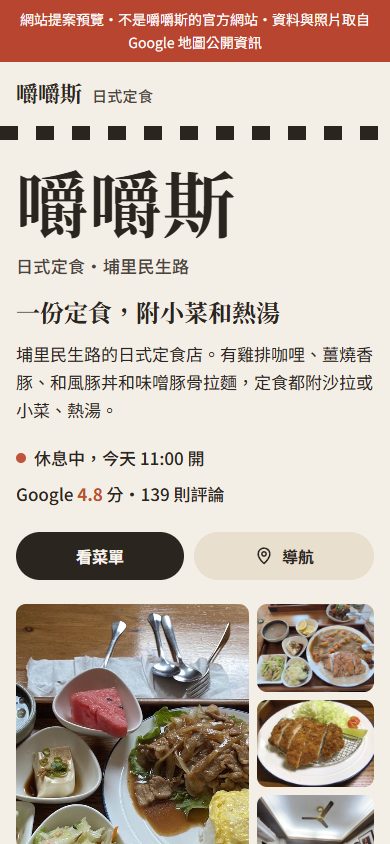 網站提案預覽・不是嚼嚼斯的官方網站・資料與照片取自
Google 地圖公開資訊
嚼嚼斯 日式定食
嚼嚼斯
日式定食・埔里民生路
一份定食，附小菜和熱湯
埔里民生路的日式定食店。有雞排咖哩、薑燒香
豚、和風豚丼和味噌豚骨拉麵，定食都附沙拉或
小菜、熱湯。
休息中，今天 11:00 開
Google 4.8 分・139 則評論
看菜單
導航